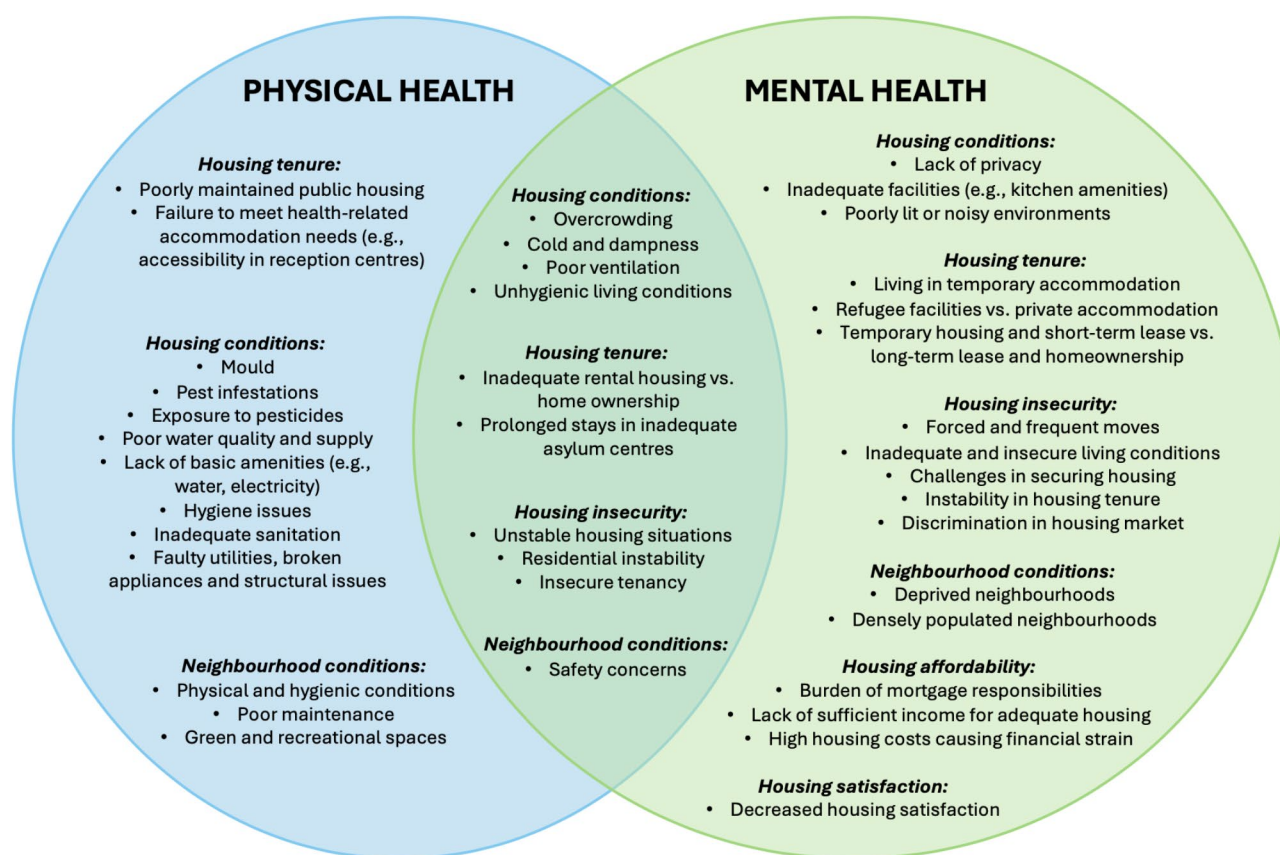 PHYSICAL HEALTH
Housing tenure:
• Poorly maintained public housing
• Failure to meet health-related
accommodation needs (e.g.,
accessibility in reception centres)
Housing conditions:
• Mould
• Pest infestations
• Exposure to pesticides
• Poor water quality and supply
• Lack of basic amenities (e.g.,
water, electricity)
• Hygiene issues
• Inadequate sanitation
• Faulty utilities, broken
appliances and structural issues
Neighbourhood conditions:
• Physical and hygienic conditions
• Poor maintenance
• Green and recreational spaces
Housing conditions:
• Overcrowding
• Cold and dampness
• Poor ventilation
• Unhygienic living conditions
Housing tenure:
• Inadequate rental housing vs.
home ownership
• Prolonged stays in inadequate
asylum centres
Housing insecurity:
• Unstable housing situations
• Residential instability
• Insecure tenancy
Neighbourhood conditions:
• Safety concerns
MENTAL HEALTH
Housing conditions:
• Lack of privacy
• Inadequate facilities (e.g., kitchen amenities)
• Poorly lit or noisy environments
Housing tenure:
• Living in temporary accommodation
• Refugee facilities vs. private accommodation
• Temporary housing and short-term lease vs.
long-term lease and homeownership
Housing insecurity:
• Forced and frequent moves
• Inadequate and insecure living conditions
• Challenges in securing housing
• Instability in housing tenure
• Discrimination in housing market
Neighbourhood conditions:
• Deprived neighbourhoods
• Densely populated neighbourhoods
Housing affordability:
• Burden of mortgage responsibilities
• Lack of sufficient income for adequate housing
• High housing costs causing financial strain
Housing satisfaction:
• Decreased housing satisfaction